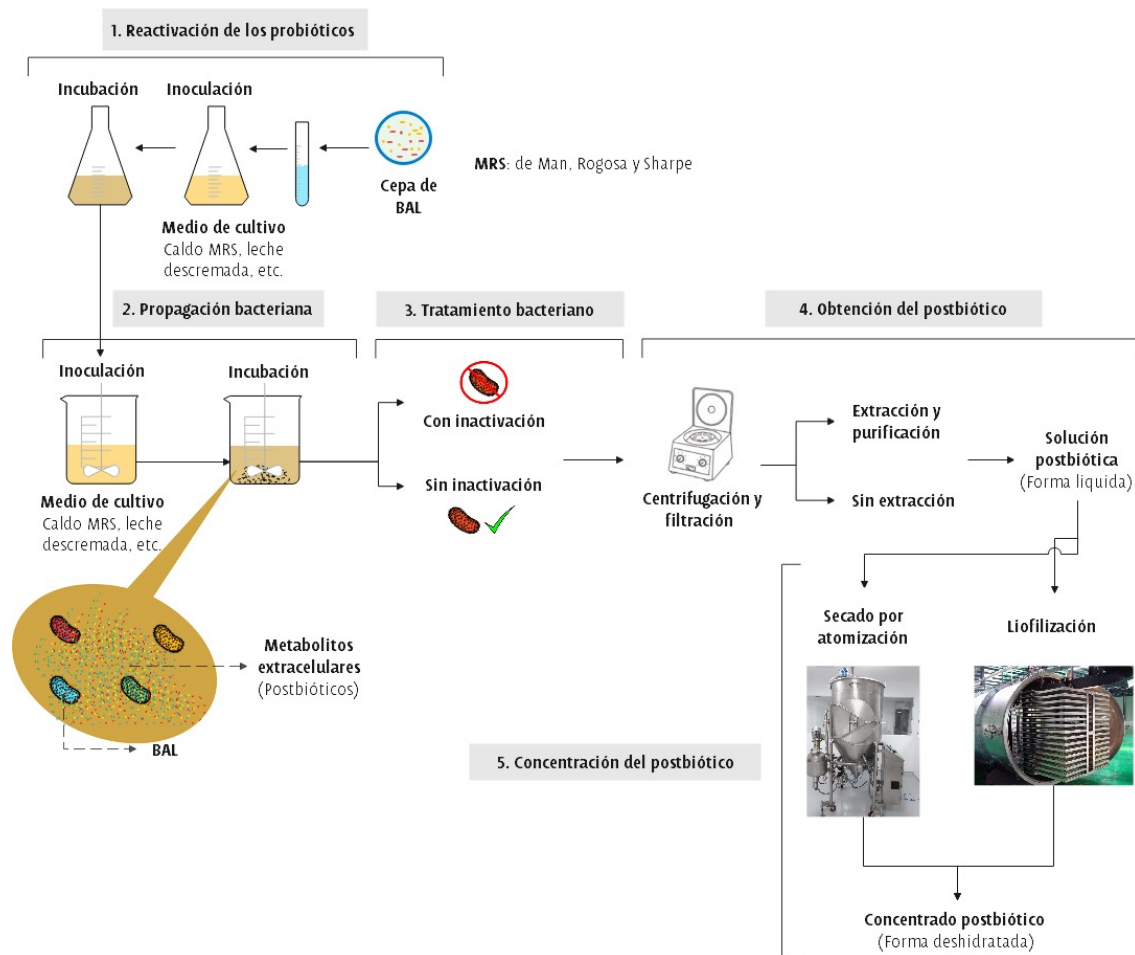 1. Reactivación de los probióticos
Incubación
Inoculación
Cepa de
BAL
MRS: de Man, Rogosa y Sharpe
Medio de cultivo
Caldo MRS, leche
descremada, etc.
2. Propagación bacteriana
Inoculación
Incubación
Medio de cultivo
Caldo MRS, leche
descremada, etc.
Metabolitos
extracelulares
(Postbióticos)
BAL
3. Tratamiento bacteriano
Con inactivación
Sin inactivación
4. Obtención del postbiótico
Centrifugación y
filtración
Extracción y
purificación
Sin extracción
Solución
postbiótica
(Forma liquida)
5. Concentración del postbiótico
Secado por
atomización
Liofilización
Concentrado postbiótico
(Forma deshidratada)